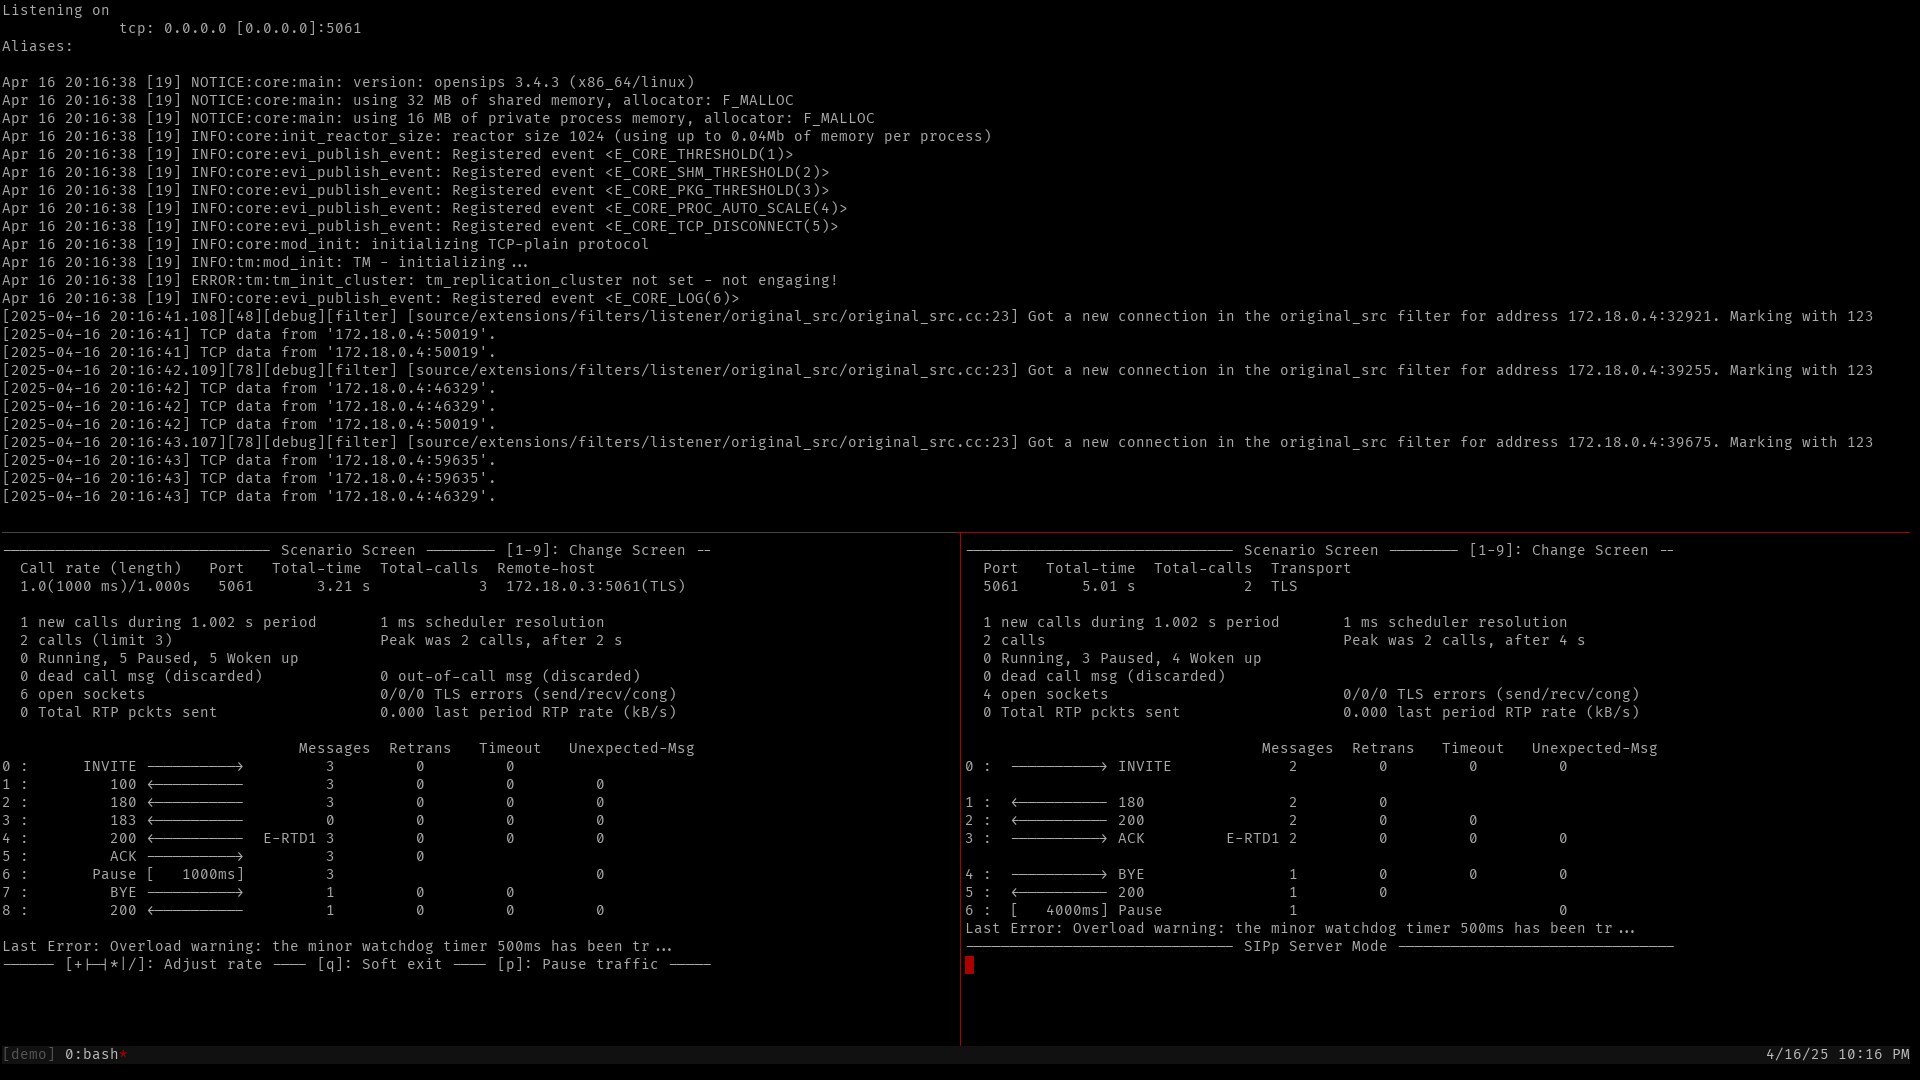 Listening on
             tcp: 0.0.0.0 [0.0.0.0]:5061
Aliases:

Apr 16 20:16:38 [19] NOTICE:core:main: version: opensips 3.4.3 (x86_64/linux)
Apr 16 20:16:38 [19] NOTICE:core:main: using 32 MB of shared memory, allocator: F_MALLOC
Apr 16 20:16:38 [19] NOTICE:core:main: using 16 MB of private process memory, allocator: F_MALLOC
Apr 16 20:16:38 [19] INFO:core:init_reactor_size: reactor size 1024 (using up to 0.04Mb of memory per process)
Apr 16 20:16:38 [19] INFO:core:evi_publish_event: Registered event <E_CORE_THRESHOLD(1)>
Apr 16 20:16:38 [19] INFO:core:evi_publish_event: Registered event <E_CORE_SHM_THRESHOLD(2)>
Apr 16 20:16:38 [19] INFO:core:evi_publish_event: Registered event <E_CORE_PKG_THRESHOLD(3)>
Apr 16 20:16:38 [19] INFO:core:evi_publish_event: Registered event <E_CORE_PROC_AUTO_SCALE(4)>
Apr 16 20:16:38 [19] INFO:core:evi_publish_event: Registered event <E_CORE_TCP_DISCONNECT(5)>
Apr 16 20:16:38 [19] INFO:core:mod_init: initializing TCP-plain protocol
Apr 16 20:16:38 [19] INFO:tm:mod_init: TM - initializing...
Apr 16 20:16:38 [19] ERROR:tm:tm_init_cluster: tm_replication_cluster not set - not engaging!
Apr 16 20:16:38 [19] INFO:core:evi_publish_event: Registered event <E_CORE_LOG(6)>
[2025-04-16 20:16:41.108][48][debug][filter] [source/extensions/filters/listener/original_src/original_src.cc:23] Got a new connection in the original_src filter for address 172.18.0.4:32921. Marking with 123
[2025-04-16 20:16:41] TCP data from '172.18.0.4:50019'.
[2025-04-16 20:16:41] TCP data from '172.18.0.4:50019'.
[2025-04-16 20:16:42.109][78][debug][filter] [source/extensions/filters/listener/original_src/original_src.cc:23] Got a new connection in the original_src filter for address 172.18.0.4:39255. Marking with 123
[2025-04-16 20:16:42] TCP data from '172.18.0.4:46329'.
[2025-04-16 20:16:42] TCP data from '172.18.0.4:46329'.
[2025-04-16 20:16:42] TCP data from '172.18.0.4:50019'.
[2025-04-16 20:16:43.107][78][debug][filter] [source/extensions/filters/listener/original_src/original_src.cc:23] Got a new connection in the original_src filter for address 172.18.0.4:39675. Marking with 123
[2025-04-16 20:16:43] TCP data from '172.18.0.4:59635'.
[2025-04-16 20:16:43] TCP data from '172.18.0.4:59635'.
[2025-04-16 20:16:43] TCP data from '172.18.0.4:46329'.

------------------------------ Scenario Screen -------- [1-9]: Change Screen --
  Call rate (length)   Port   Total-time  Total-calls  Remote-host
  1.0(1000 ms)/1.000s   5061       3.21 s            3  172.18.0.3:5061(TLS)

  1 new calls during 1.002 s period       1 ms scheduler resolution
  2 calls (limit 3)                       Peak was 2 calls, after 2 s
  0 Running, 5 Paused, 5 Woken up
  0 dead call msg (discarded)             0 out-of-call msg (discarded)
  6 open sockets                          0/0/0 TLS errors (send/recv/cong)
  0 Total RTP pckts sent                  0.000 last period RTP rate (kB/s)

                                 Messages  Retrans   Timeout   Unexpected-Msg
0 :      INVITE ---------->         3         0         0
1 :         100 <----------         3         0         0         0
2 :         180 <----------         3         0         0         0
3 :         183 <----------         0         0         0         0
4 :         200 <----------  E-RTD1 3         0         0         0
5 :         ACK ---------->         3         0
6 :       Pause [   1000ms]         3                             0
7 :         BYE ---------->         1         0         0
8 :         200 <----------         1         0         0         0

Last Error: Overload warning: the minor watchdog timer 500ms has been tr...
------ [+|-|*|/]: Adjust rate ---- [q]: Soft exit ---- [p]: Pause traffic -----

------------------------------ Scenario Screen -------- [1-9]: Change Screen --
  Port   Total-time  Total-calls  Transport
  5061       5.01 s            2  TLS

  1 new calls during 1.002 s period       1 ms scheduler resolution
  2 calls                                 Peak was 2 calls, after 4 s
  0 Running, 3 Paused, 4 Woken up
  0 dead call msg (discarded)
  4 open sockets                          0/0/0 TLS errors (send/recv/cong)
  0 Total RTP pckts sent                  0.000 last period RTP rate (kB/s)

                                 Messages  Retrans   Timeout   Unexpected-Msg
0 :  ----------> INVITE             2         0         0         0

1 :  <---------- 180                2         0
2 :  <---------- 200                2         0         0
3 :  ----------> ACK         E-RTD1 2         0         0         0

4 :  ----------> BYE                1         0         0         0
5 :  <---------- 200                1         0
6 :  [   4000ms] Pause              1                             0
Last Error: Overload warning: the minor watchdog timer 500ms has been tr...
------------------------------ SIPp Server Mode -------------------------------

[demo] 0:bash*
4/16/25 10:16 PM